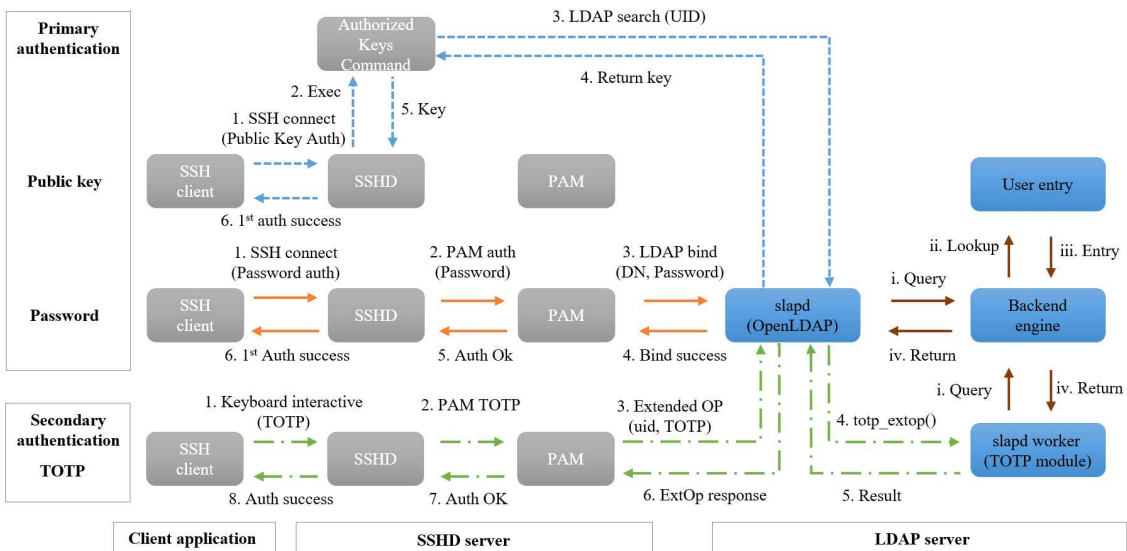 Primary
authentication
Authorized
Keys
Command
3. LDAP search (UID)
4. Return key
2. Exec
5. Key
1. SSH connect
(Public Key Auth)
Public key
SSH
client
SSHD
PAM
User entry
6. 1st auth success
1. SSH connect
(Password auth)
2. PAM auth
(Password)
3. LDAP bind
(DN, Password)
ii. Lookup
iii. Entry
i. Query
Password
SSH
client
SSHD
PAM
slapd
(OpenLDAP)
Backend
engine
6. 1st Auth success
5. Auth Ok
4. Bind success
iv. Return
i. Query
iv. Return
Secondary
authentication
TOTP
1. Keyboard interactive
(TOTP)
2. PAM TOTP
3. Extended OP
(uid, TOTP)
4. totp_extop()
SSH
client
SSHD
PAM
slapd worker
(TOTP module)
8. Auth success
7. Auth OK
6. ExtOp response
5. Result
Client application
SSHD server
LDAP server